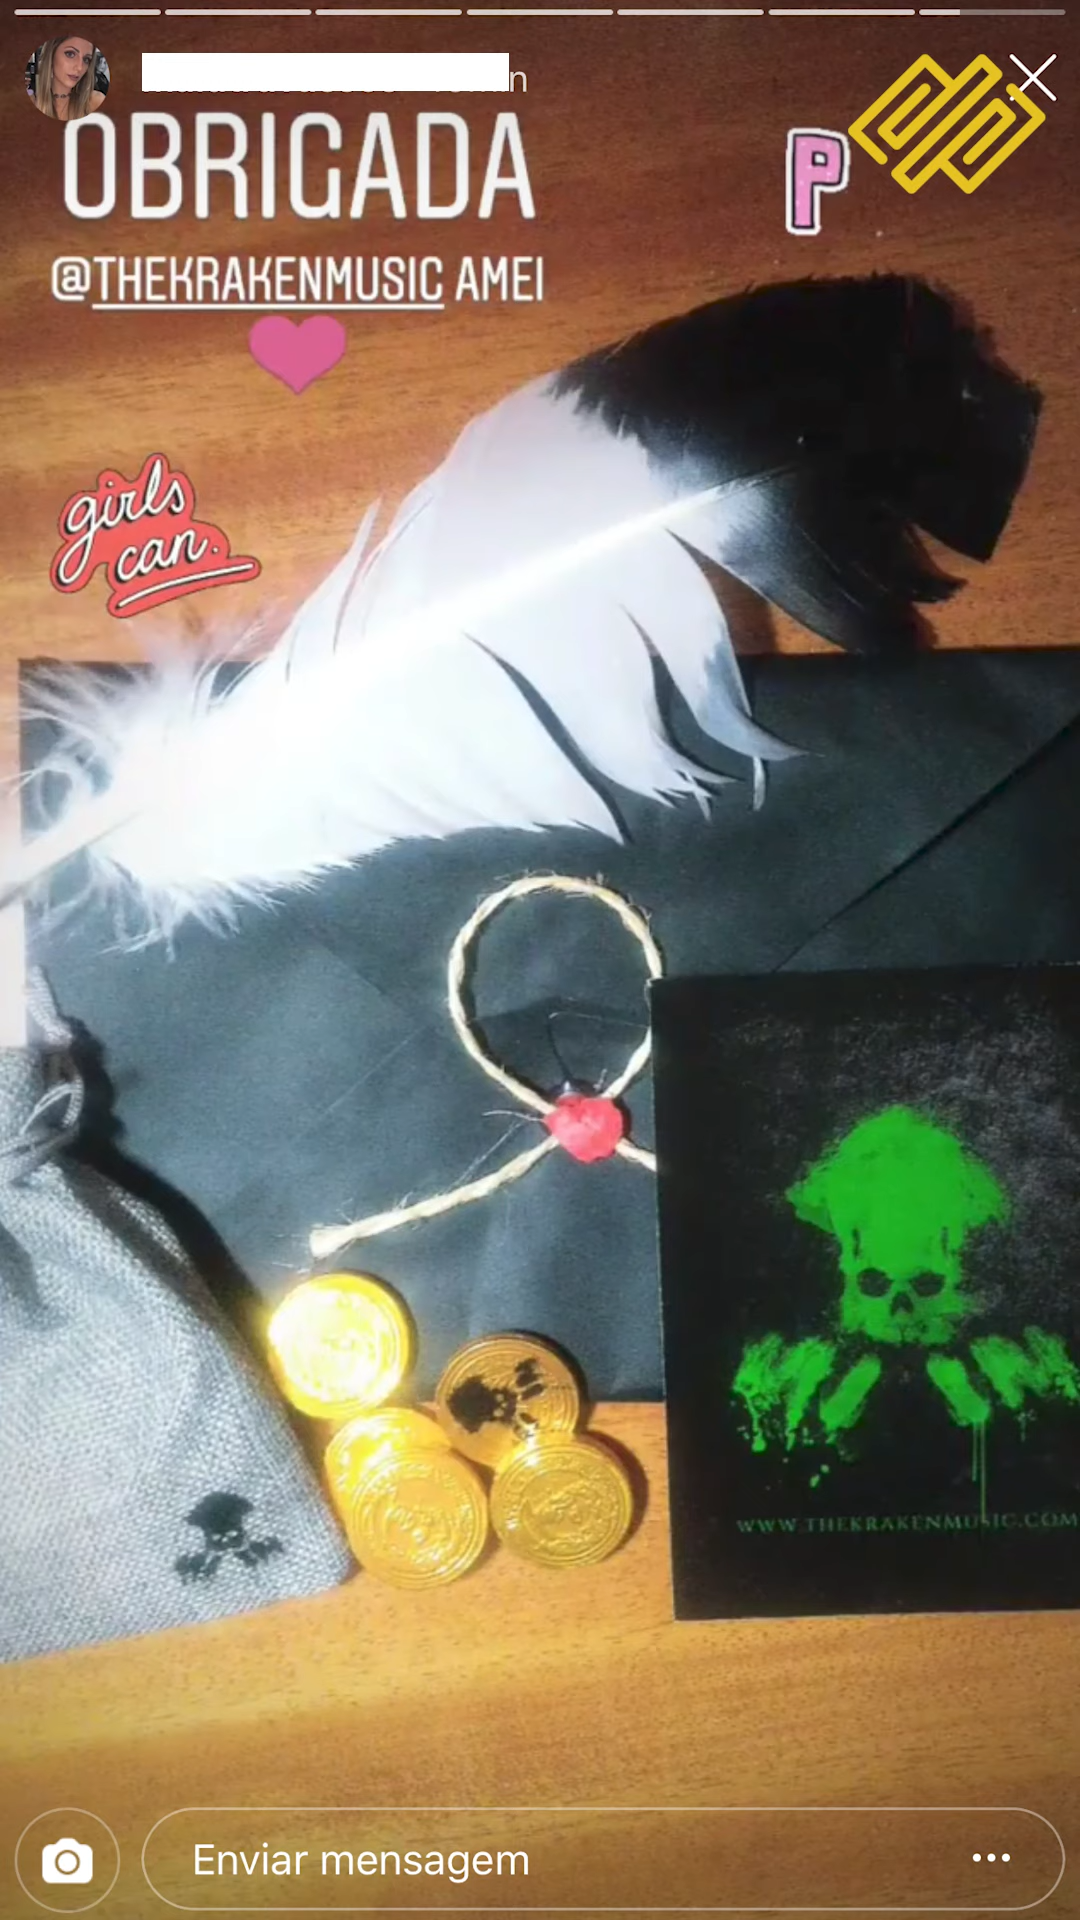 OBRIGADA
P
@THEKRAKENMUSIC AMEI
girls
can.
WWW.THEKRAKENMUSIC.COM
Enviar mensagem